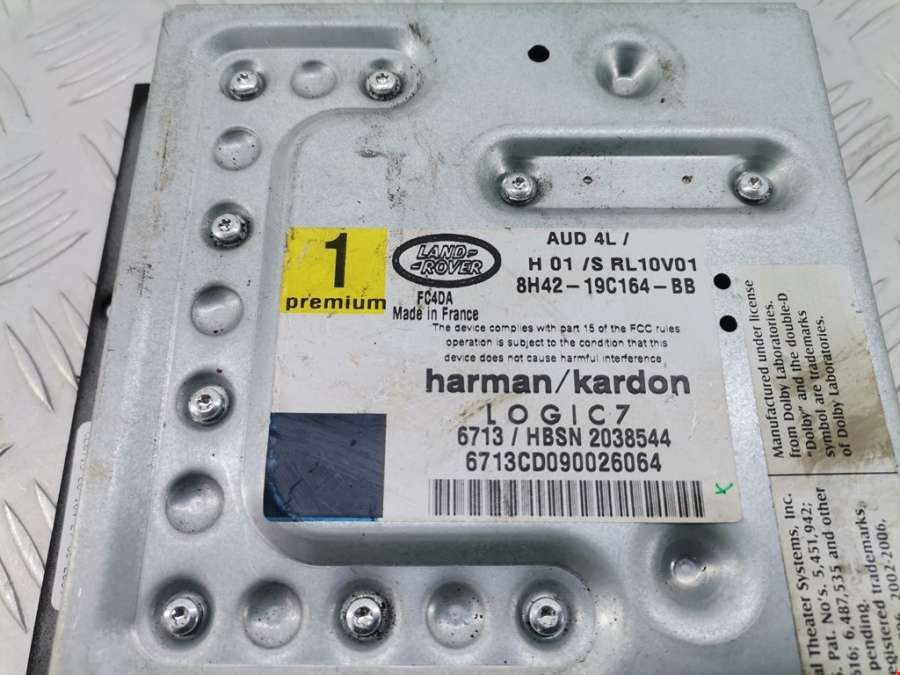 1
premium
LAND-
-ROVER
FC4DA
Made in France
AUD 4L /
H 01 /S RL10V01
8H42-19C164-BB
The device complies with part 15 of the FCC rules
operation is subject to the condition that this
device does not cause harmful interference
harman/kardon
LOGIC7
6713 / HBSN 2038544
6713CD090026064
K
Manufactured under license
from Dolby Laboratories.
"Dolby" and the double-D
symbol are trademarks
of Dolby Laboratories.
al Theater Systems, Inc.
Pat. No's. 5,451,942;
616; 6,487,535 and other
pending.
trademarks,
egistered
2002-2006.